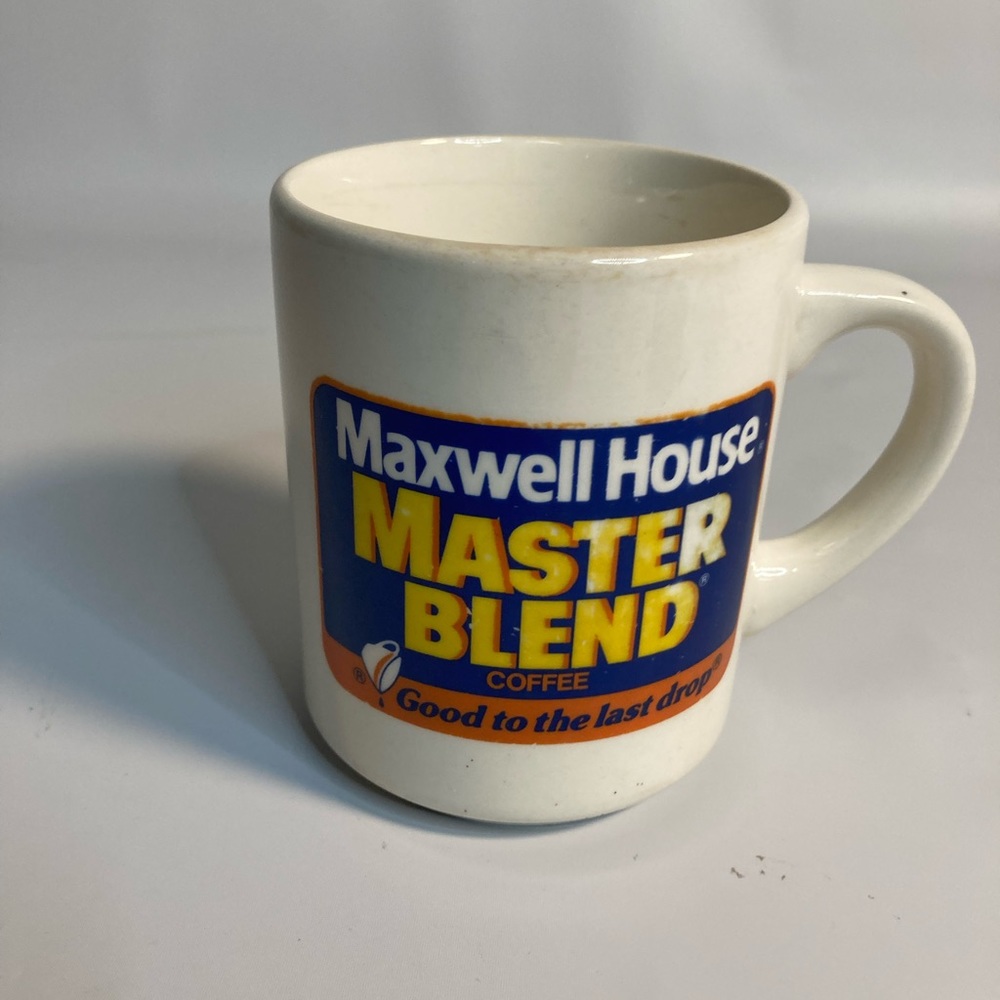 Maxwell House®
MASTER
BLEND®
COFFEE
® Good to the last drop®